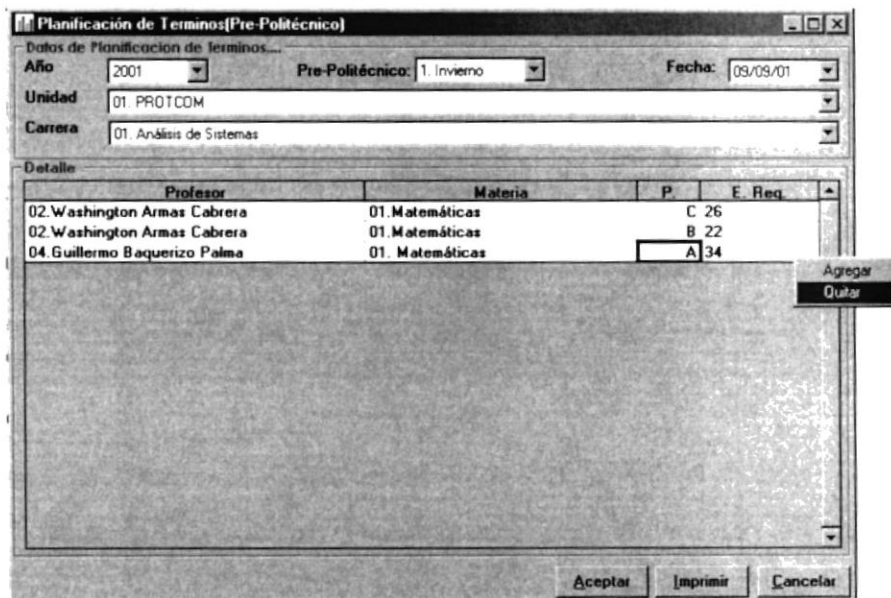 Planificación de Terminos(Pre-Politécnico)
Datos de Planificacion de Terminos....
Año 2001 Pre-Politécnico: 1. Invierno Fecha: 09/09/01
Unidad 01. PROTCOM
Carrera 01. Análisis de Sistemas
Detalle
Profesor Materia P. E. Req.
02.Washington Armas Cabrera 01.Matemáticas C 26
02.Washington Armas Cabrera 01.Matemáticas B 22
04.Guillermo Baquerizo Palma 01. Matemáticas A 34
Agregar
Quitar
Aceptar Imprimir Cancelar